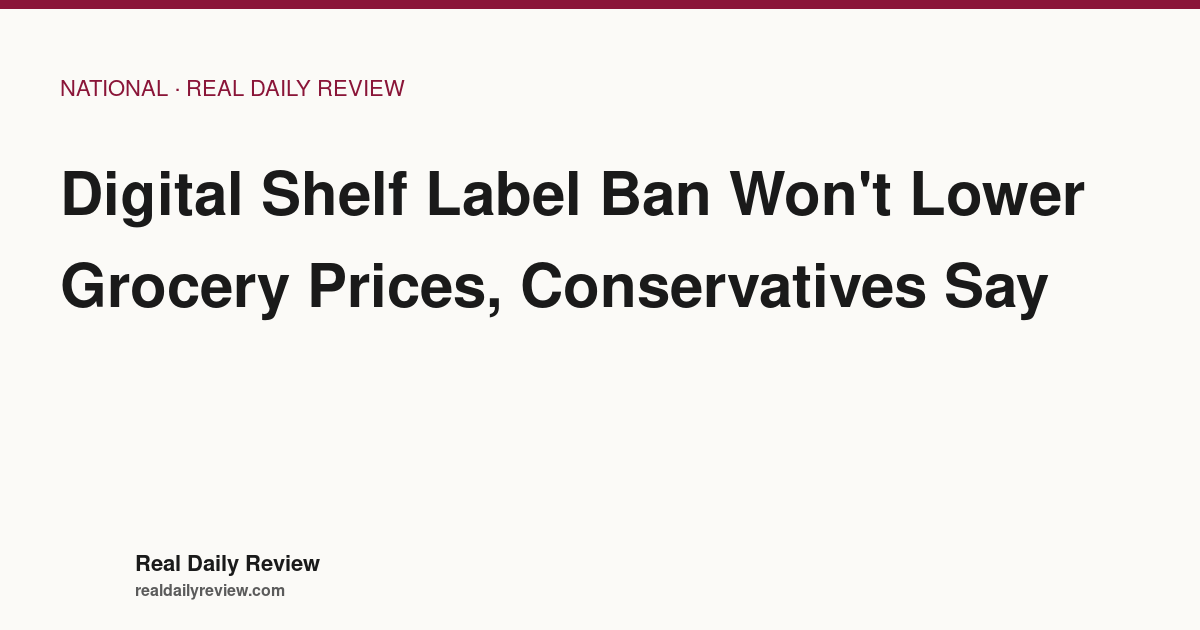 NATIONAL · REAL DAILY REVIEW
Digital Shelf Label Ban Won't Lower
Grocery Prices, Conservatives Say
Real Daily Review
realdailyreview.com